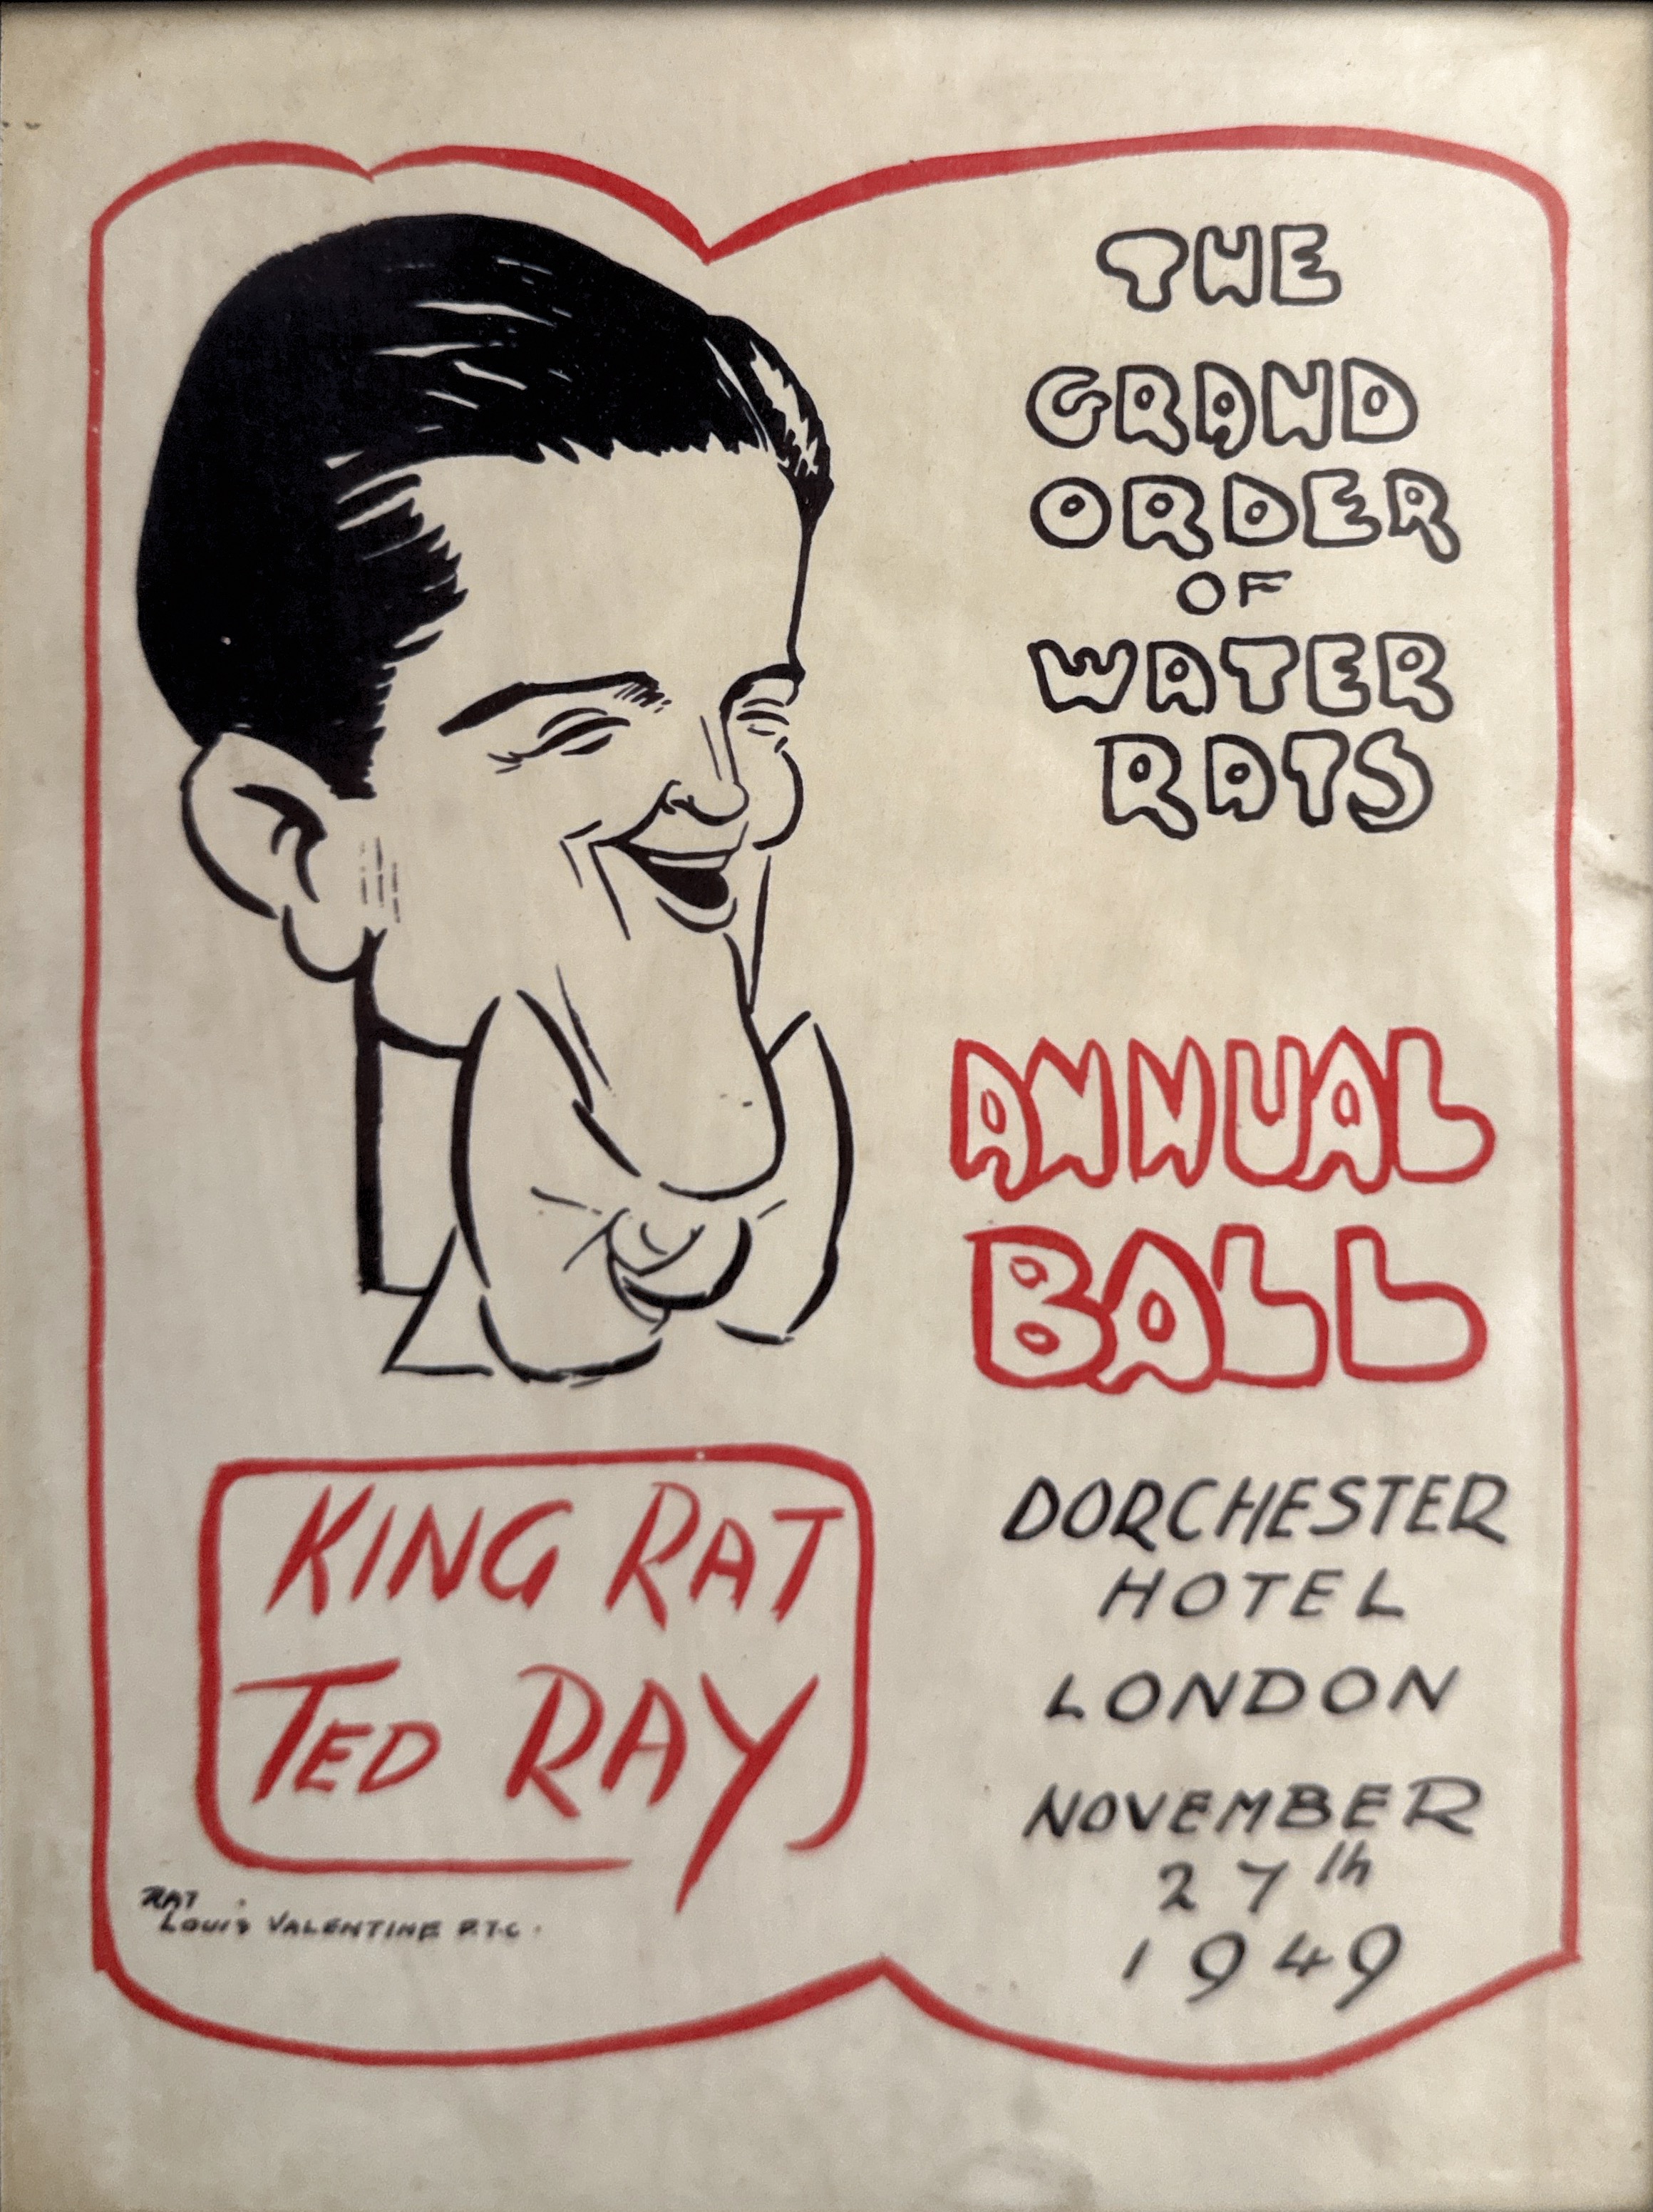 THE
GRAND
ORDER
OF
WATER
RATS
ANNUAL
BALL
DORCHESTER
HOTEL
LONDON
NOVEMBER
27th
1949
KING RAT
TED RAY
RAT
LOUIS VALENTINE P.T.C.